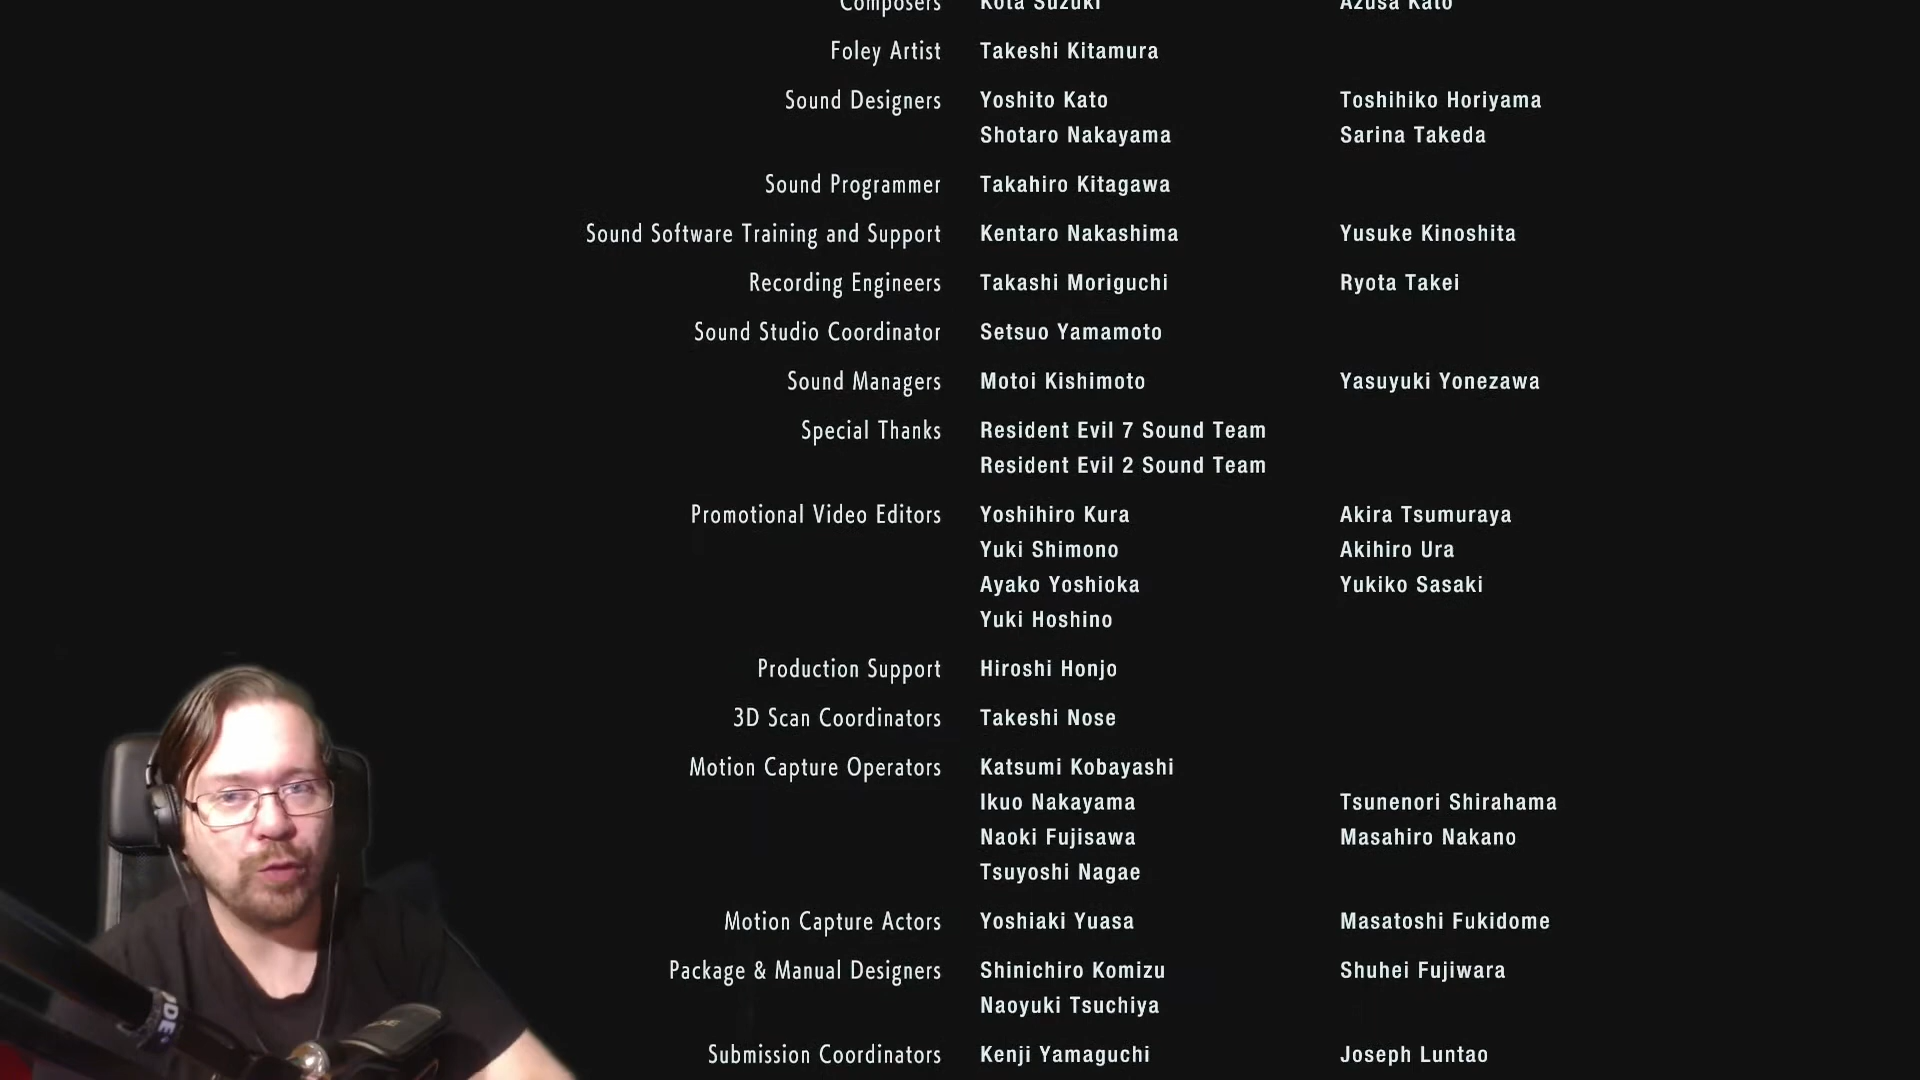 Composers Kota Suzuki Azusa Kato
Foley Artist Takeshi Kitamura
Sound Designers Yoshito Kato Toshihiko Horiyama
Shotaro Nakayama Sarina Takeda
Sound Programmer Takahiro Kitagawa
Sound Software Training and Support Kentaro Nakashima Yusuke Kinoshita
Recording Engineers Takashi Moriguchi Ryota Takei
Sound Studio Coordinator Setsuo Yamamoto
Sound Managers Motoi Kishimoto Yasuyuki Yonezawa
Special Thanks Resident Evil 7 Sound Team
Resident Evil 2 Sound Team
Promotional Video Editors Yoshihiro Kura Akira Tsumuraya
Yuki Shimono Akihiro Ura
Ayako Yoshioka Yukiko Sasaki
Yuki Hoshino
Production Support Hiroshi Honjo
3D Scan Coordinators Takeshi Nose
Motion Capture Operators Katsumi Kobayashi
Ikuo Nakayama Tsunenori Shirahama
Naoki Fujisawa Masahiro Nakano
Tsuyoshi Nagae
Motion Capture Actors Yoshiaki Yuasa Masatoshi Fukidome
Package & Manual Designers Shinichiro Komizu Shuhei Fujiwara
Naoyuki Tsuchiya
Submission Coordinators Kenji Yamaguchi Joseph Luntao